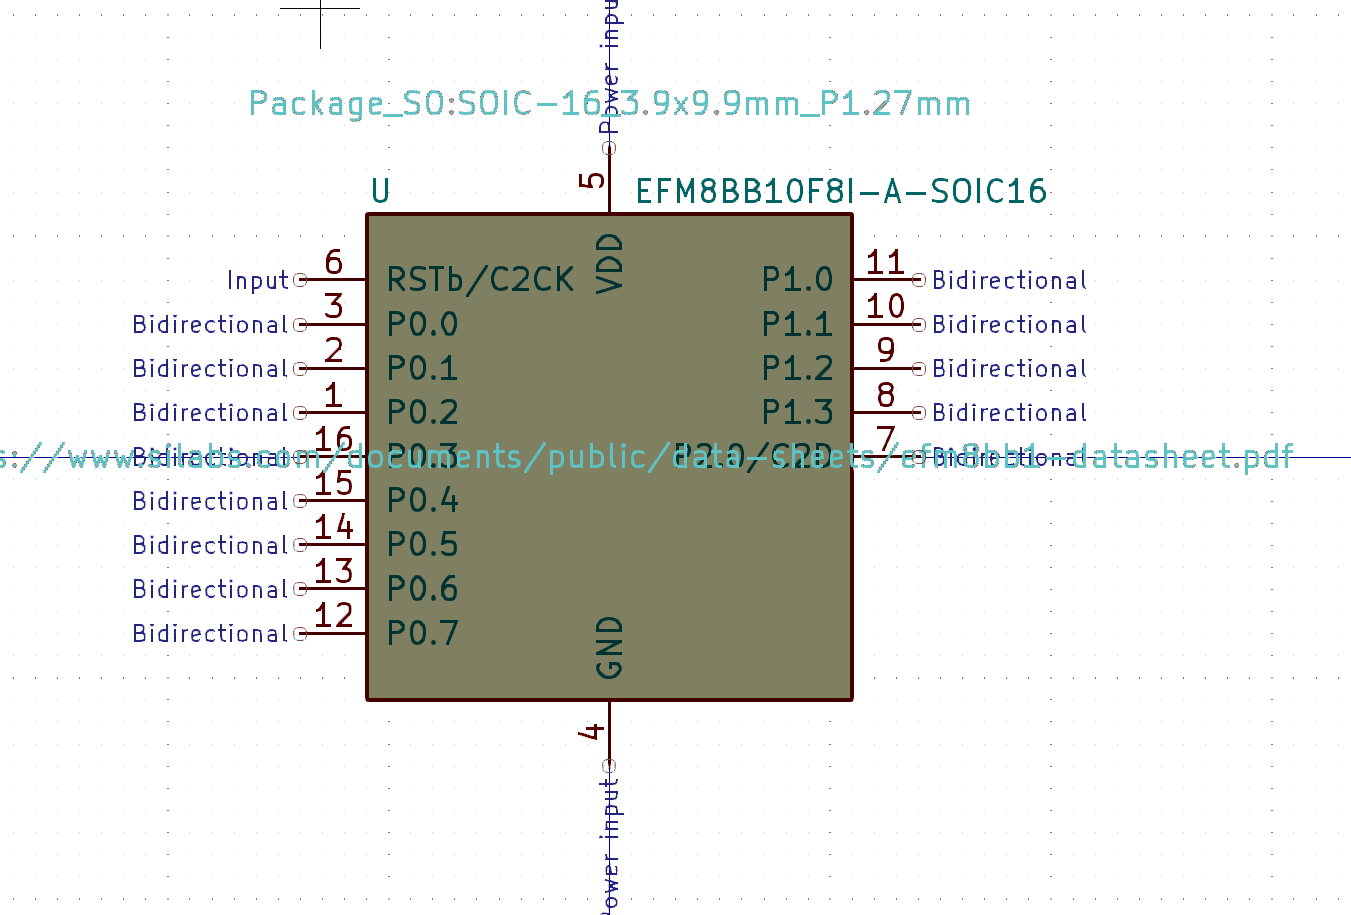 Power input
Package_SO:SOIC-16_3.9x9.9mm_P1.27mm
5
U
EFM8BB10F8I-A-SOIC16
VDD
Input 6 RSTb/C2CK P1.0 11 Bidirectional
Bidirectional 3 P0.0 P1.1 10 Bidirectional
Bidirectional 2 P0.1 P1.2 9 Bidirectional
Bidirectional 1 P0.2 P1.3 8 Bidirectional
Bidirectional 16 P0.3 P2.0/C2D 7 Bidirectional
s://www.silabs.com/documents/public/data-sheets/efm8bb1-datasheet.pdf
Bidirectional 15 P0.4
Bidirectional 14 P0.5
Bidirectional 13 P0.6
Bidirectional 12 P0.7
GND
4
ower input